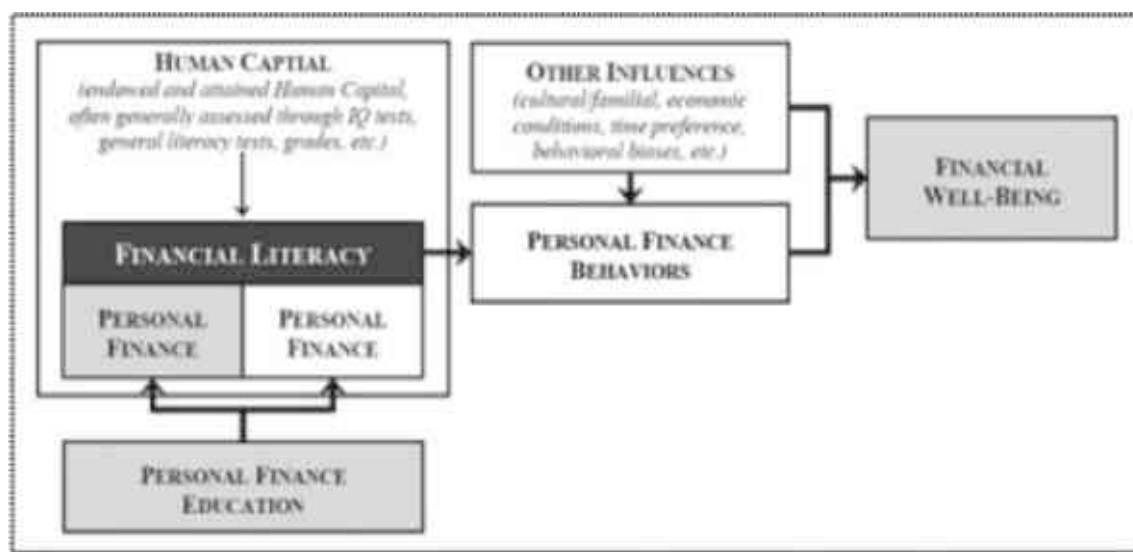 HUMAN CAPTIAL
(endowed and attained Human Capital,
often generally assessed through IQ tests,
general literacy tests, grades, etc.)
FINANCIAL LITERACY
PERSONAL
FINANCE
PERSONAL
FINANCE
PERSONAL FINANCE
EDUCATION
OTHER INFLUENCES
(cultural/familial, economic
conditions, time preference,
behavioral biases, etc.)
PERSONAL FINANCE
BEHAVIORS
FINANCIAL
WELL-BEING